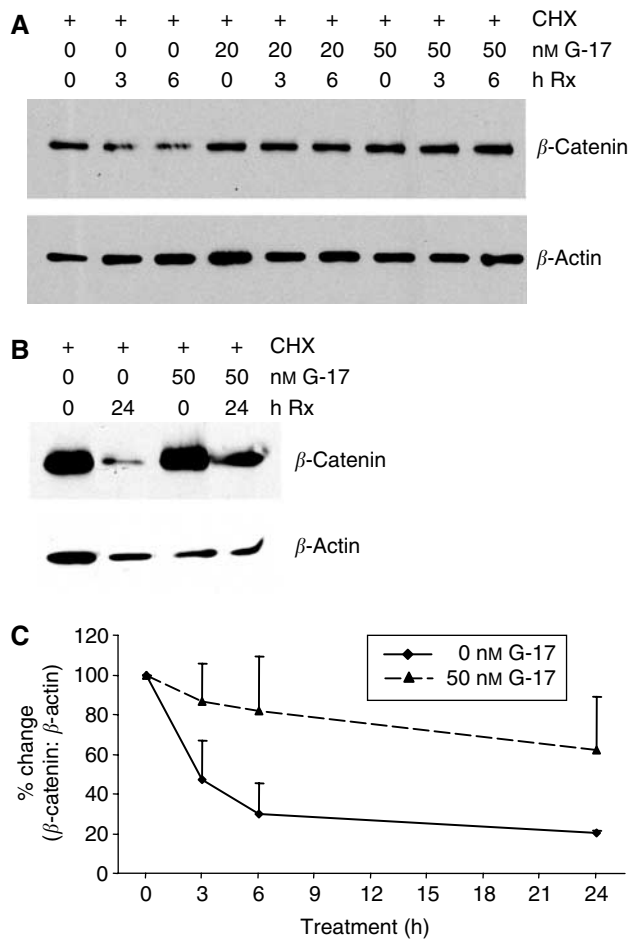 A
+ + + + + + + + + CHX
0 0 0 20 20 20 50 50 50 nM G-17
0 3 6 0 3 6 0 3 6 h Rx
β-Catenin
β-Actin
B
+ + + + CHX
0 0 50 50 nM G-17
0 24 0 24 h Rx
β-Catenin
β-Actin
C
% change
(β-catenin: β-actin)
120
100
80
60
40
20
0
0 nM G-17
50 nM G-17
0 3 6 9 12 15 18 21 24
Treatment (h)